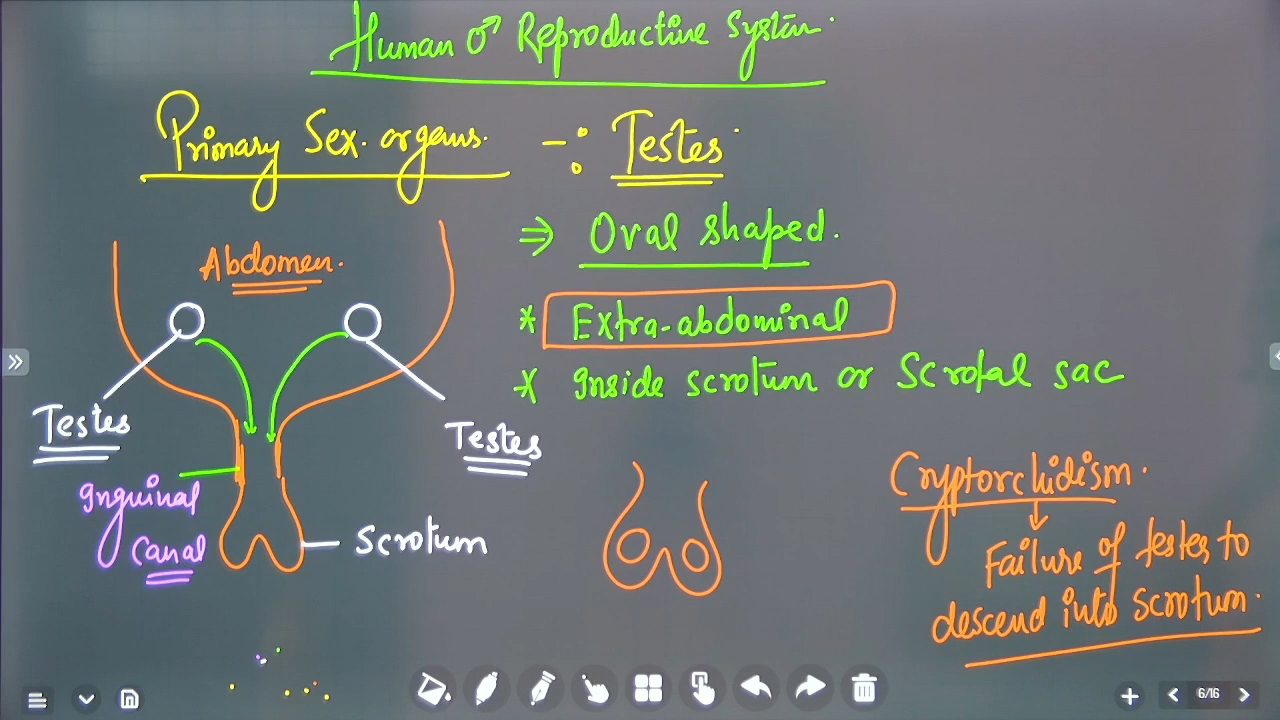 Human ♂ Reproductive System.
Primary Sex. organs. -: Testes
⇒ Oval shaped.
Abdomen.
* Extra-abdominal
* Inside scrotum or Scrotal sac
Testes
Testes
Inguinal
Canal
Scrotum
Cryptorchidism.
Failure of testes to
descend into scrotum.
6/16